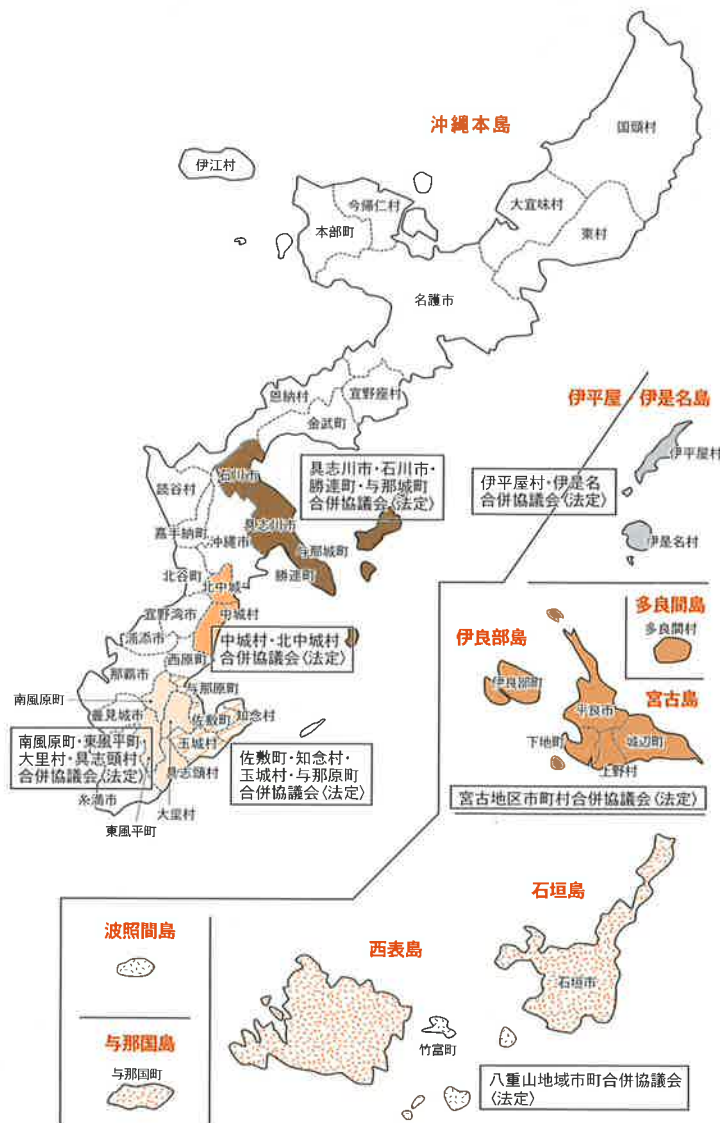 沖縄本島
国頭村
伊江村
今帰仁村
大宜味村
本部町
東村
名護市
恩納村
宜野座村
金武町
伊平屋・伊是名島
伊平屋村
石川市
具志川市・石川市・
勝連町・与那城町
合併協議会〈法定〉
伊平屋村・伊是名
合併協議会〈法定〉
読谷村
具志川市
嘉手納町
沖縄市
与那城町
伊是名村
北谷町
勝連町
北中城
中城村
宜野湾市
浦添市
中城村・北中城村
合併協議会〈法定〉
西原町
那覇市
多良間島
多良間村
伊良部島
伊良部町
宮古島
平良市
下地町
城辺町
上野村
宮古地区市町村合併協議会〈法定〉
南風原町
与那原町
豊見城市
佐敷町
知念村
玉城村
南風原町・東風平町・
大里村・具志頭村
合併協議会〈法定〉
具志頭村
佐敷町・知念村・
玉城村・与那原町
合併協議会〈法定〉
糸満市
大里村
東風平町
石垣島
石垣市
波照間島
西表島
与那国島
与那国町
竹富町
八重山地域市町合併協議会
〈法定〉